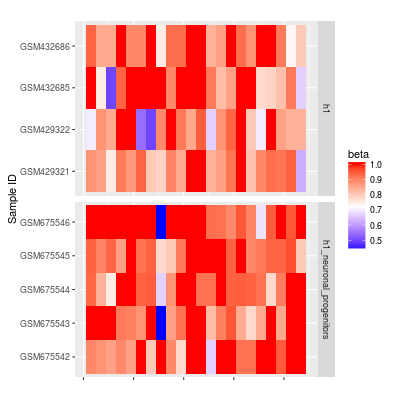 GSM432686
GSM432685
GSM429322
GSM429321
h1
GSM675546
GSM675545
GSM675544
GSM675543
GSM675542
h1_neuronal_progenitors
Sample ID
beta
1.0
0.9
0.8
0.7
0.6
0.5